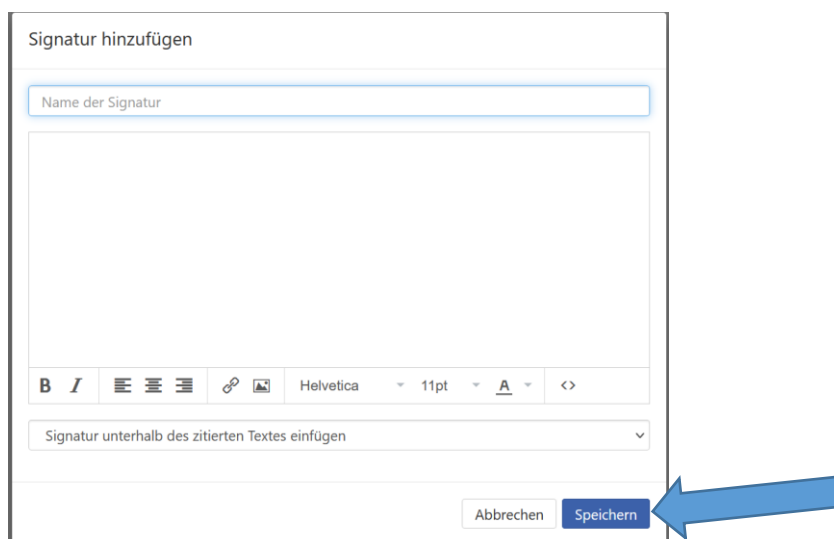 Signatur hinzufügen
Name der Signatur
B I Helvetica 11pt A <>
Signatur unterhalb des zitierten Textes einfügen
Abbrechen Speichern